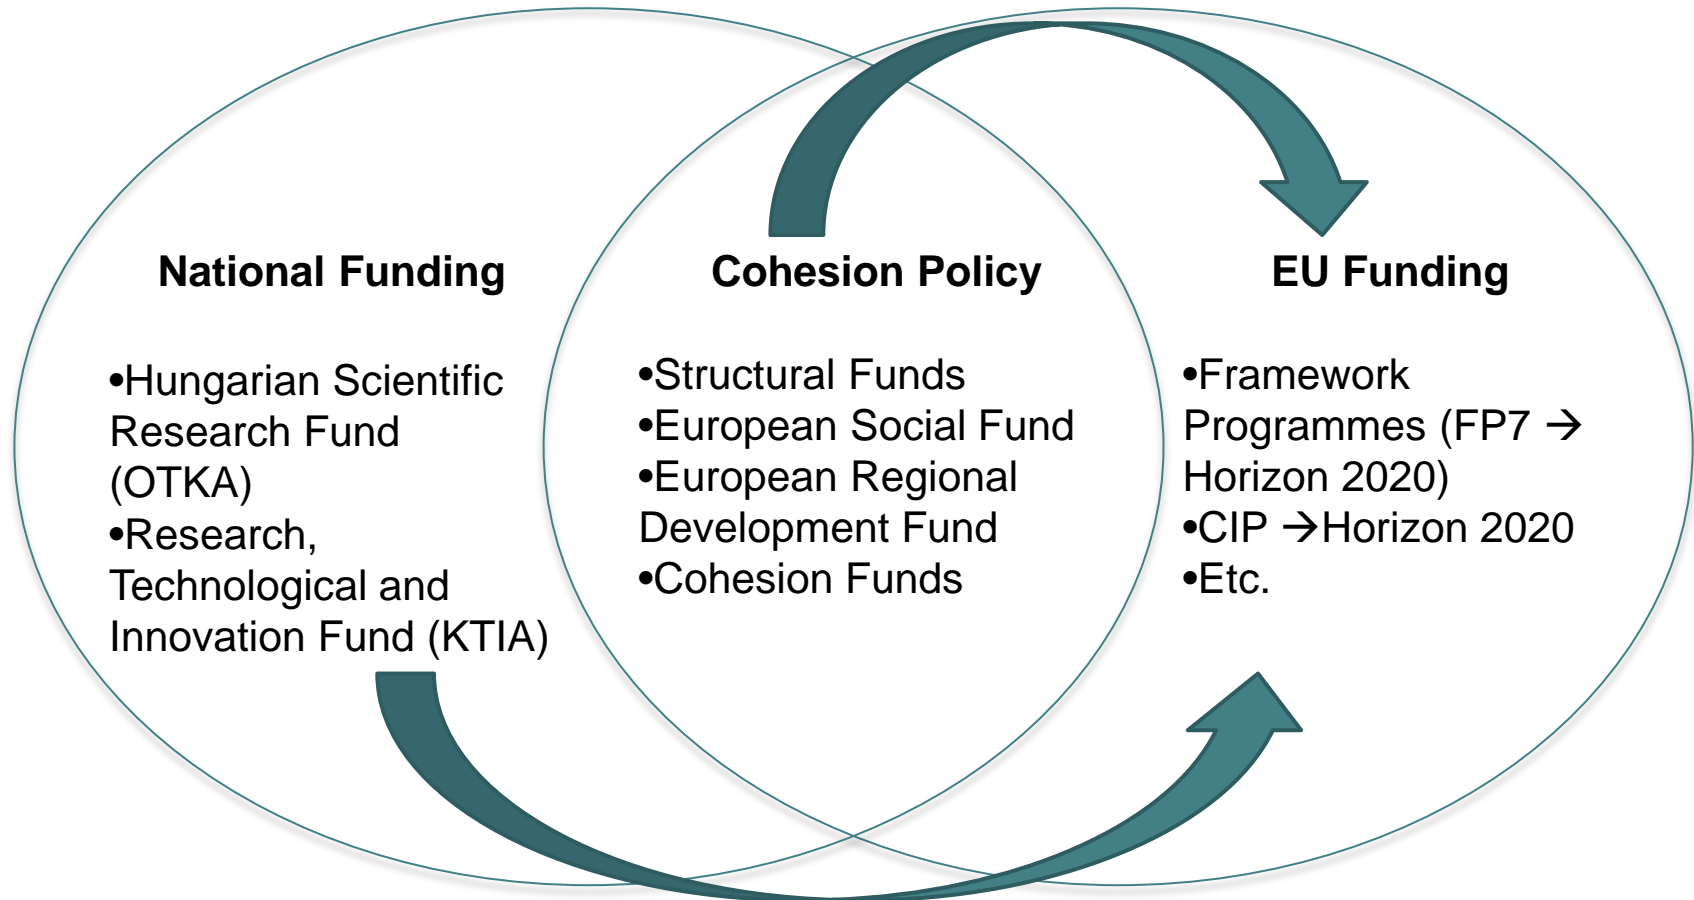 National Funding
•Hungarian Scientific
Research Fund
(OTKA)
•Research,
Technological and
Innovation Fund (KTIA)
Cohesion Policy
•Structural Funds
•European Social Fund
•European Regional
Development Fund
•Cohesion Funds
EU Funding
•Framework
Programmes (FP7 →
Horizon 2020)
•CIP →Horizon 2020
•Etc.